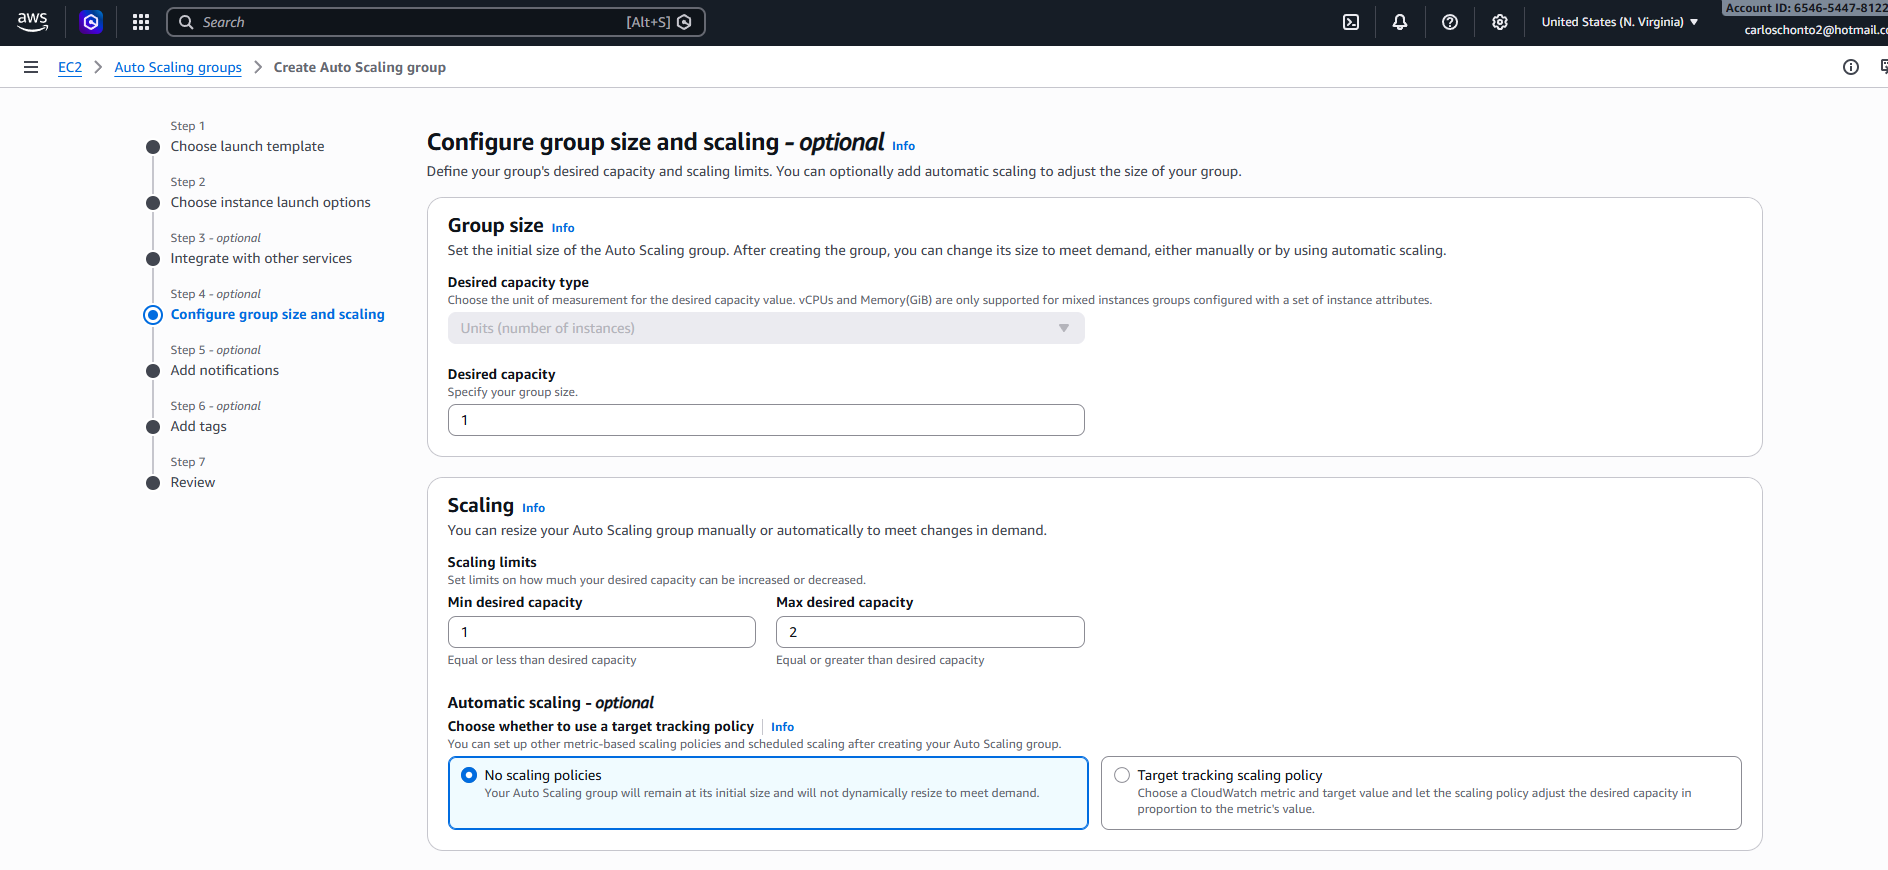 aws
Search
[Alt+S]
United States (N. Virginia)
Account ID: 6546-5447-8122
carloschonto2@hotmail.co
EC2
Auto Scaling groups
Create Auto Scaling group
Step 1
Choose launch template
Step 2
Choose instance launch options
Step 3 - optional
Integrate with other services
Step 4 - optional
Configure group size and scaling
Step 5 - optional
Add notifications
Step 6 - optional
Add tags
Step 7
Review
Configure group size and scaling - optional Info
Define your group's desired capacity and scaling limits. You can optionally add automatic scaling to adjust the size of your group.
Group size Info
Set the initial size of the Auto Scaling group. After creating the group, you can change its size to meet demand, either manually or by using automatic scaling.
Desired capacity type
Choose the unit of measurement for the desired capacity value. vCPUs and Memory(GiB) are only supported for mixed instances groups configured with a set of instance attributes.
Units (number of instances)
Desired capacity
Specify your group size.
1
Scaling Info
You can resize your Auto Scaling group manually or automatically to meet changes in demand.
Scaling limits
Set limits on how much your desired capacity can be increased or decreased.
Min desired capacity
1
Equal or less than desired capacity
Max desired capacity
2
Equal or greater than desired capacity
Automatic scaling - optional
Choose whether to use a target tracking policy Info
You can set up other metric-based scaling policies and scheduled scaling after creating your Auto Scaling group.
No scaling policies
Your Auto Scaling group will remain at its initial size and will not dynamically resize to meet demand.
Target tracking scaling policy
Choose a CloudWatch metric and target value and let the scaling policy adjust the desired capacity in
proportion to the metric's value.